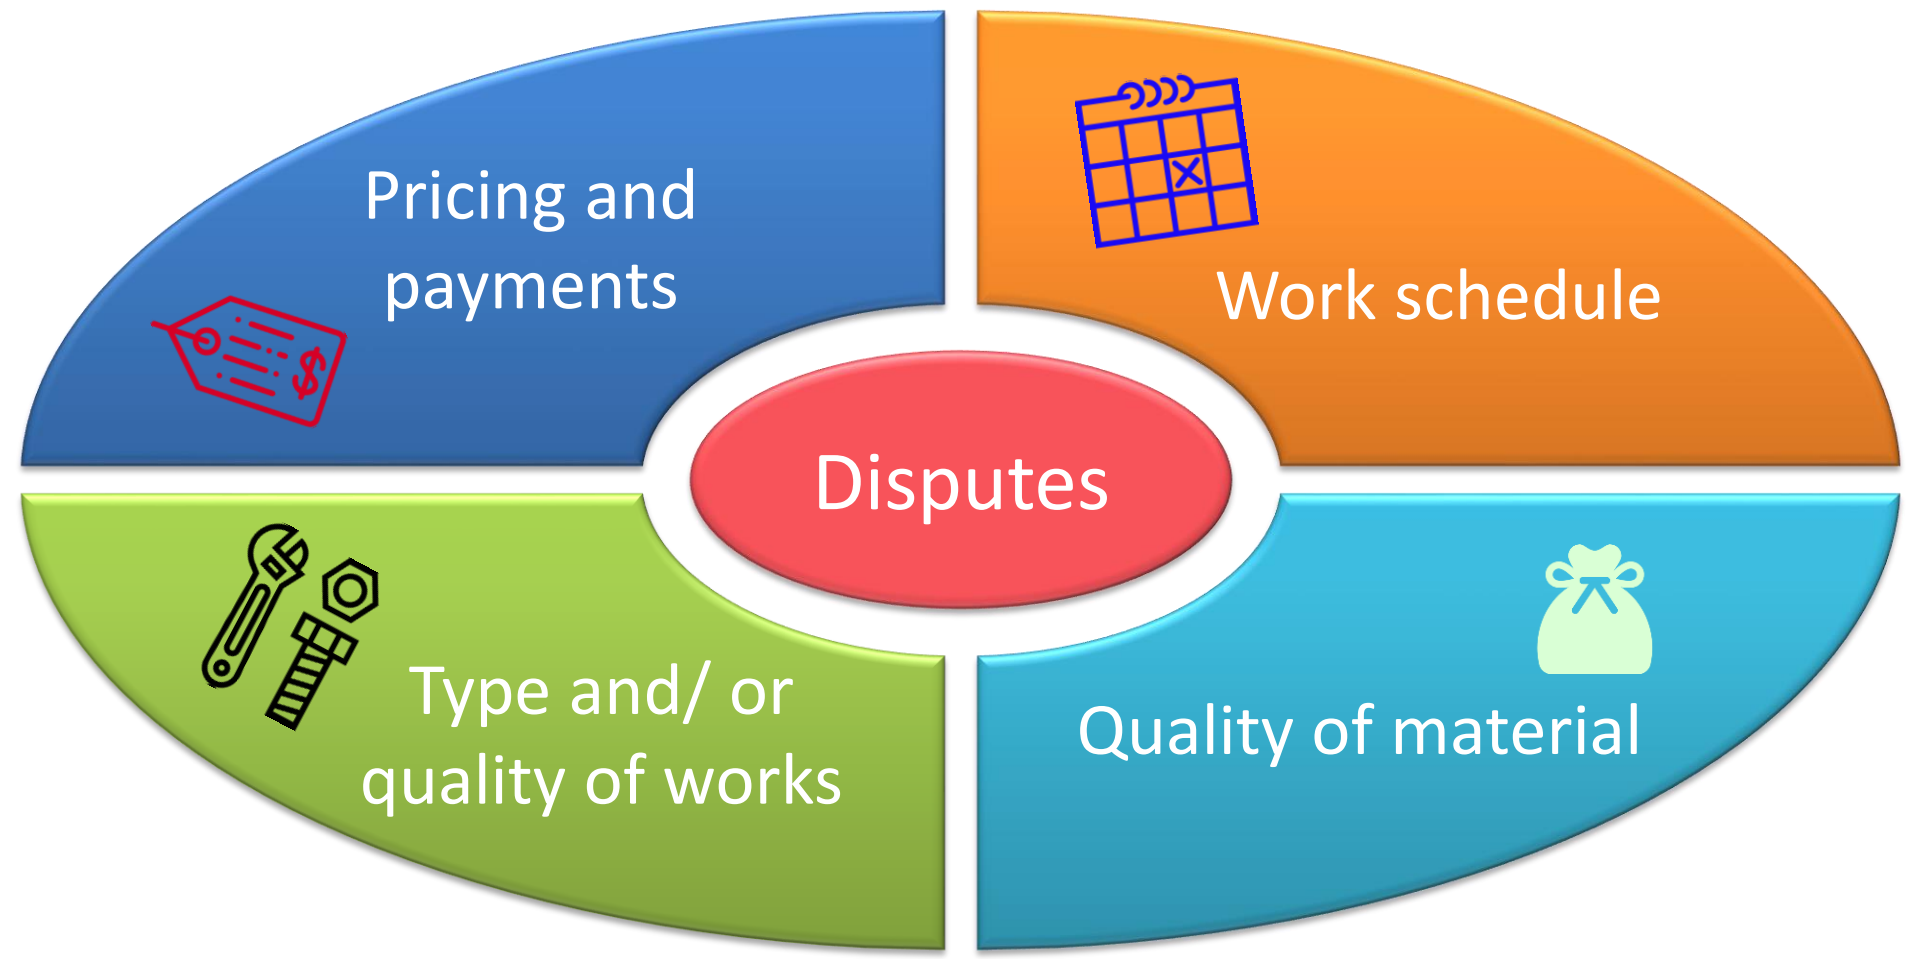 Pricing and
payments
$
Work schedule
Disputes
Type and/ or
quality of works
Quality of material